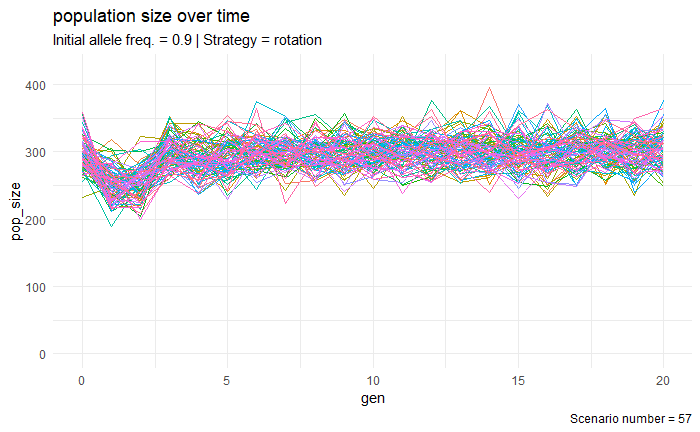 population size over time
Initial allele freq. = 0.9 | Strategy = rotation
400
300
200
100
0
pop_size
0 5 10 15 20
gen
Scenario number = 57